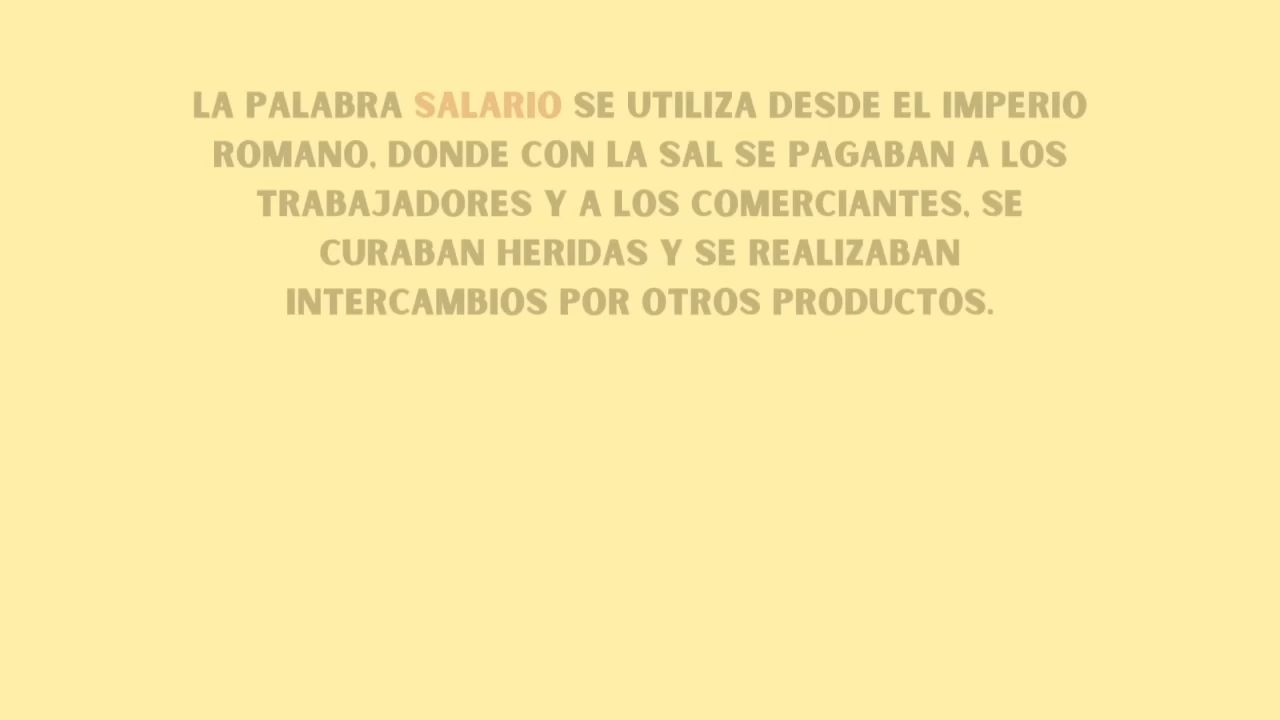 LA PALABRA SALARIO SE UTILIZA DESDE EL IMPERIO
ROMANO, DONDE CON LA SAL SE PAGABAN A LOS
TRABAJADORES Y A LOS COMERCIANTES, SE
CURABAN HERIDAS Y SE REALIZABAN
INTERCAMBIOS POR OTROS PRODUCTOS.